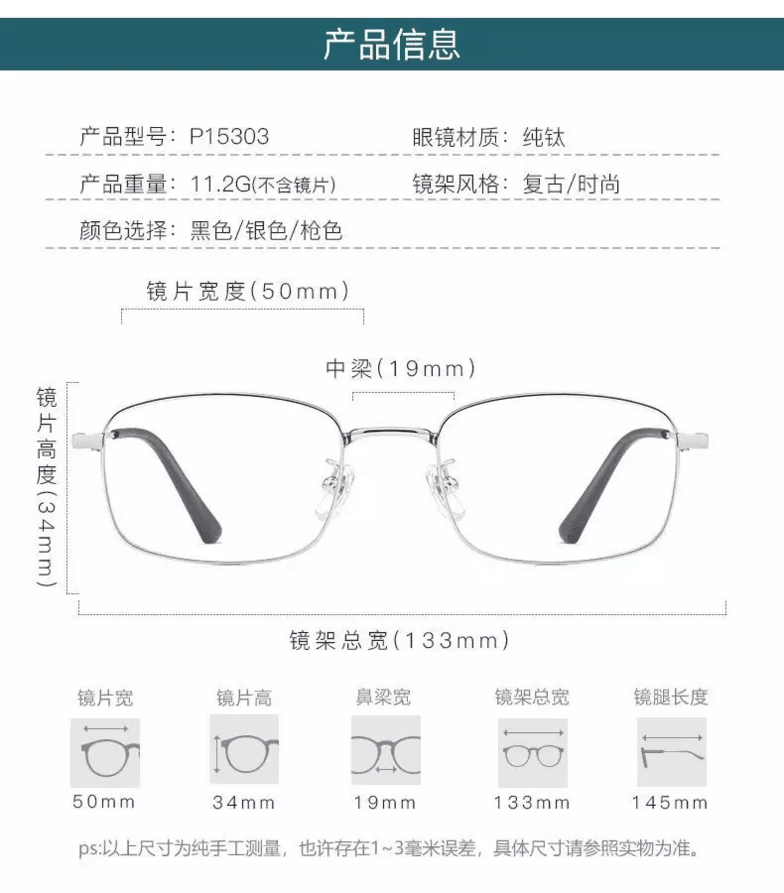 产品信息
产品型号：P15303 眼镜材质：纯钛
产品重量：11.2G(不含镜片) 镜架风格：复古/时尚
颜色选择：黑色/银色/枪色
镜片宽度(50mm)
中梁(19mm)
镜片高度(34mm)
镜架总宽(133mm)
镜片宽 镜片高 鼻梁宽 镜架总宽 镜腿长度
50mm 34mm 19mm 133mm 145mm
ps:以上尺寸为纯手工测量，也许存在1~3毫米误差，具体尺寸请参照实物为准。